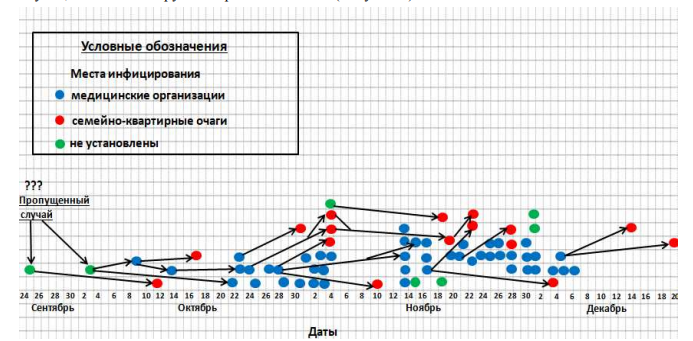 Условные обозначения
Места инфицирования
медицинские организации
семейно-квартирные очаги
не установлены
???
Пропущенный
случай
24 26 28 30 2 4 6 8 10 12 14 16 18 20 22 24 26 28 30 2 4 6 8 10 12 14 16 18 20 22 24 26 28 30 2 4 6 8 10 12 14 16 18 20
Сентябрь Октябрь Ноябрь Декабрь
Даты